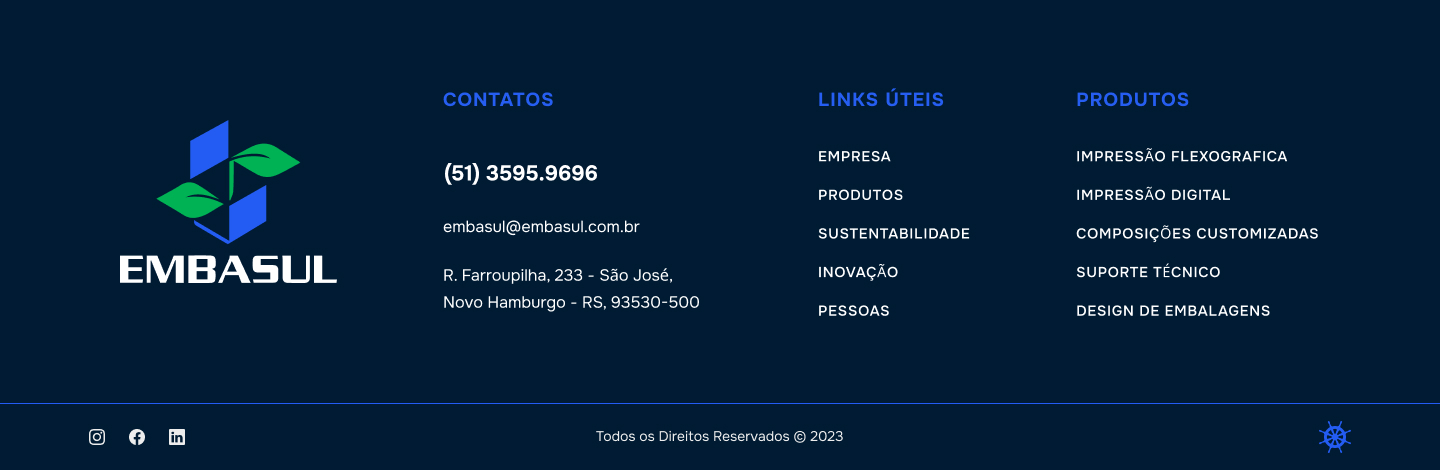 EMBASUL
CONTATOS
(51) 3595.9696
embasul@embasul.com.br
R. Farroupilha, 233 - São José,
Novo Hamburgo - RS, 93530-500
LINKS ÚTEIS
EMPRESA
PRODUTOS
SUSTENTABILIDADE
INOVAÇÃO
PESSOAS
PRODUTOS
IMPRESSÃO FLEXOGRAFICA
IMPRESSÃO DIGITAL
COMPOSIÇÕES CUSTOMIZADAS
SUPORTE TÉCNICO
DESIGN DE EMBALAGENS
Todos os Direitos Reservados © 2023